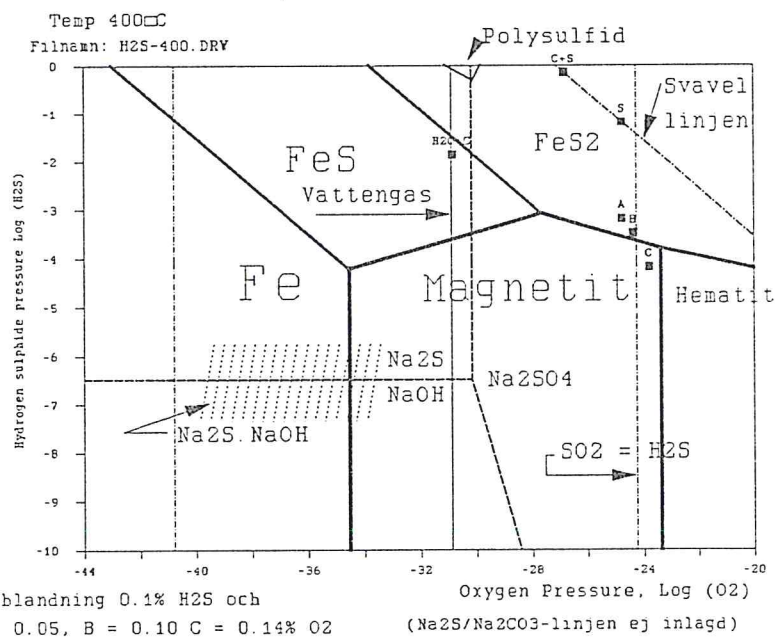 Temp 400□C
Filnamn: H2S-400.DRW
Polysulfid
C+S
Svavel
linjen
S
FeS2
H2O+C
FeS
Vattengas
A
B
C
Fe
Magnetit
Hematit
Na2S
NaOH
Na2SO4
Na2S.NaOH
SO2 = H2S
Hydrogen sulphide pressure Log (H2S)
0
-1
-2
-3
-4
-5
-6
-7
-8
-9
-10
-44
-40
-36
-32
-28
-24
-20
Oxygen Pressure, Log (O2)
blandning 0.1% H2S och
0.05, B = 0.10 C = 0.14% O2
(Na2S/Na2CO3-linjen ej inlagd)